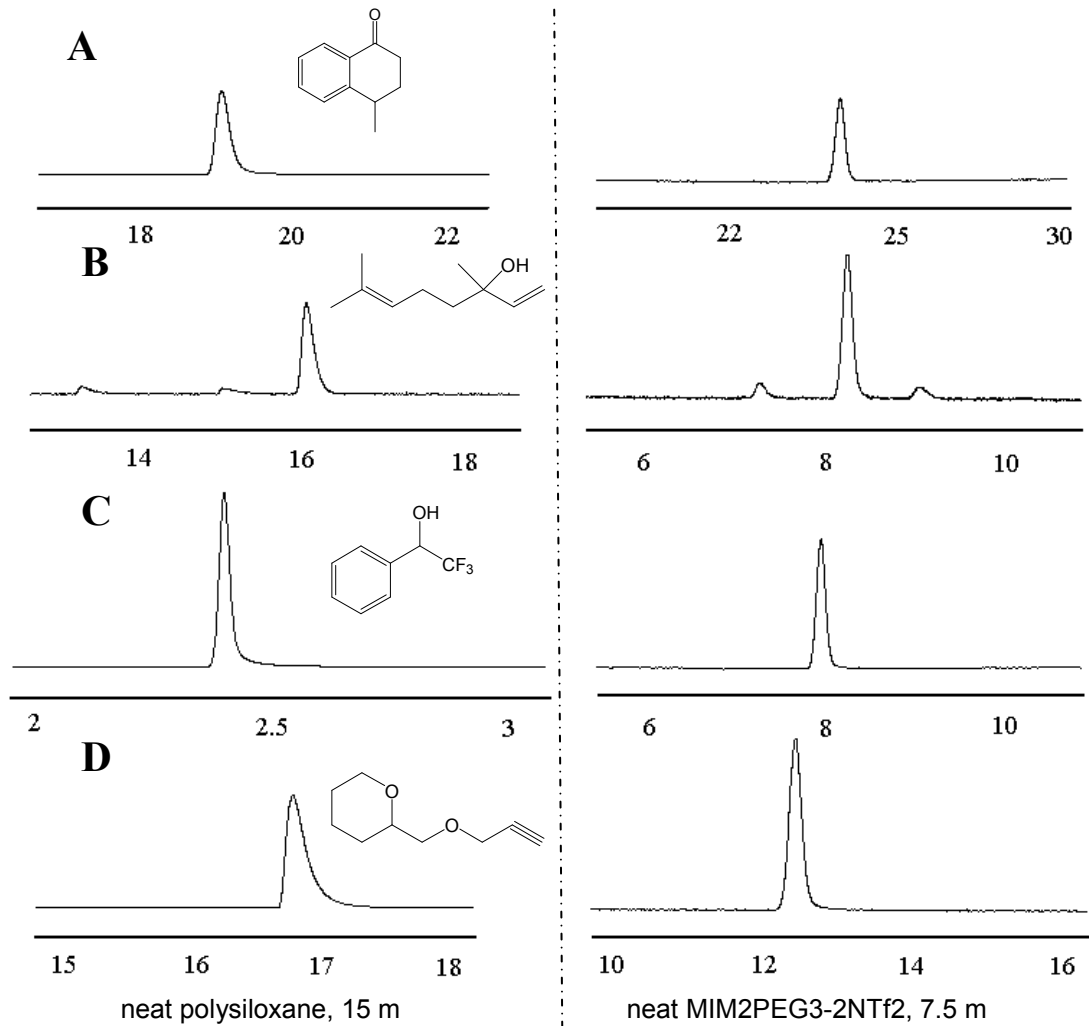 A
O
18 20 22
22 25 30
B
OH
14 16 18
6 8 10
C
OH
CF3
2 2.5 3
6 8 10
D
O
O
15 16 17 18
10 12 14 16
neat polysiloxane, 15 m
neat MIM2PEG3-2NTf2, 7.5 m